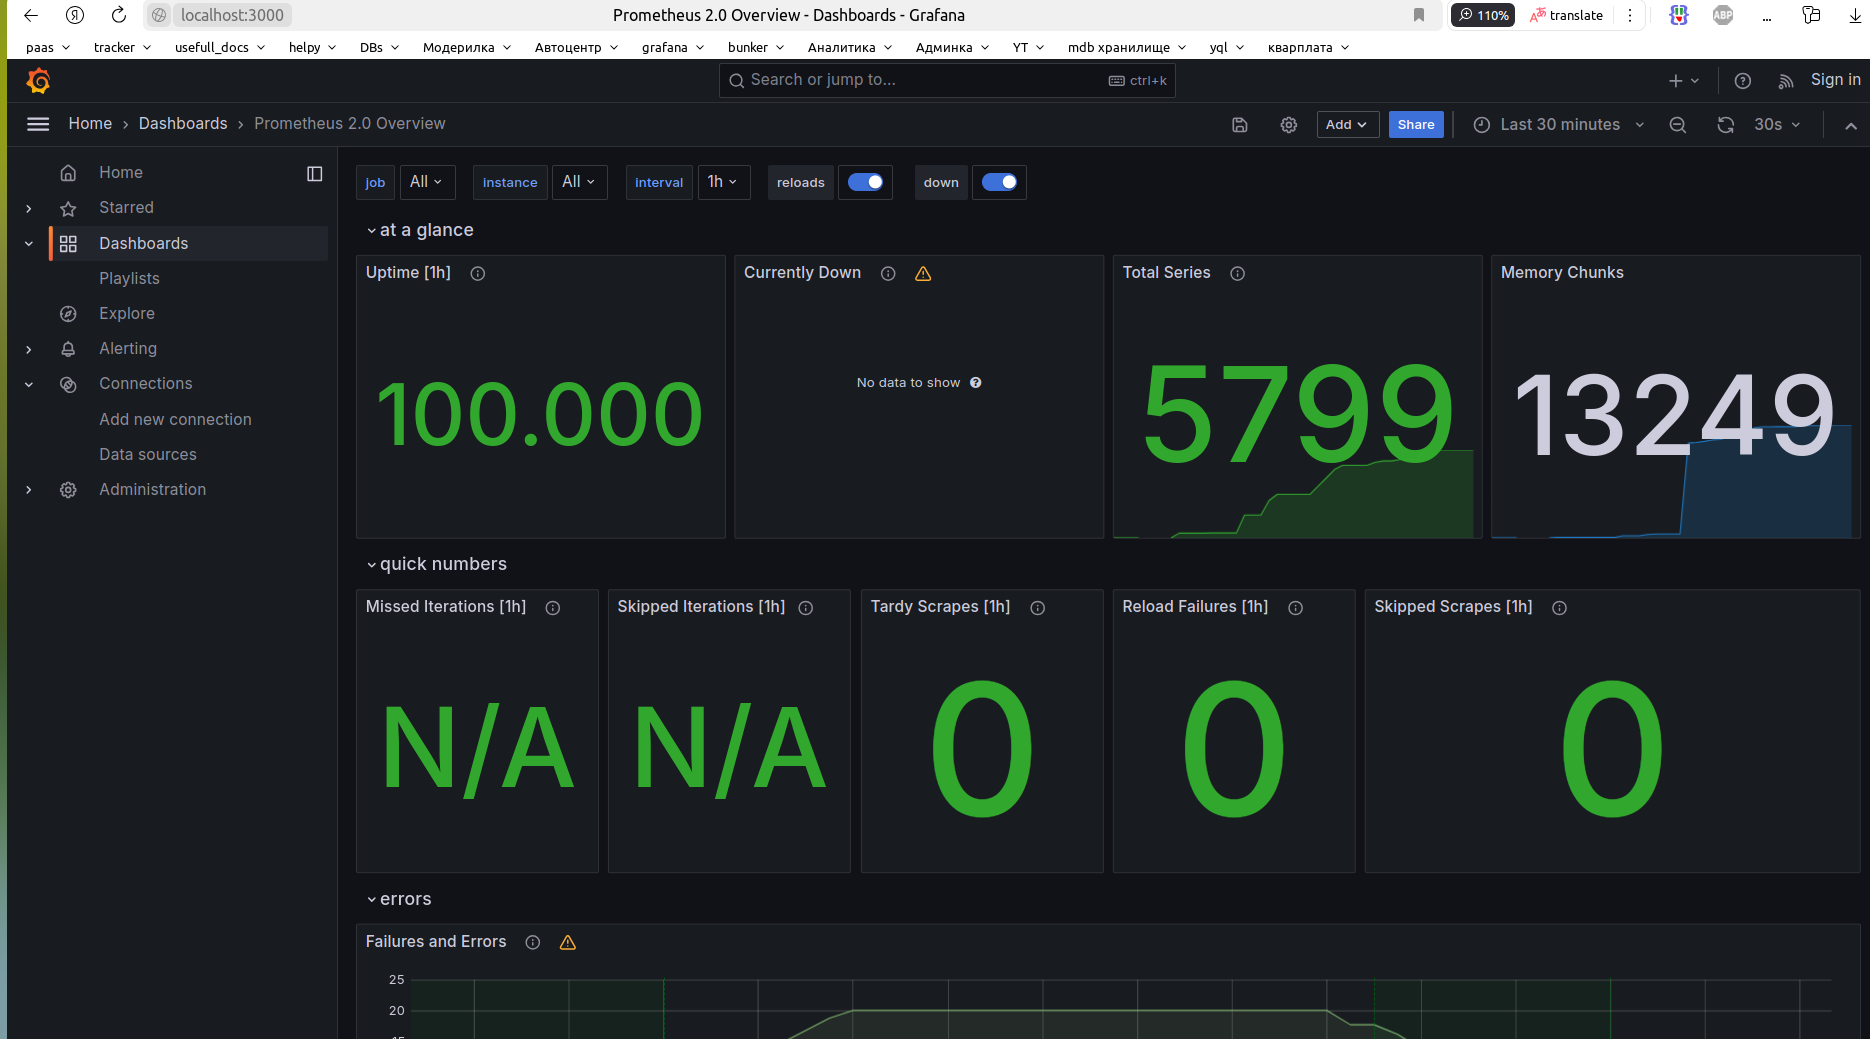 localhost:3000
Prometheus 2.0 Overview - Dashboards - Grafana
110%
translate
ABP
...
paas
tracker
usefull_docs
helpy
DBs
Модерилка
Автоцентр
grafana
bunker
Аналитика
Админка
YT
mdb хранилище
yql
кварплата
Search or jump to...
ctrl+k
Sign in
Home › Dashboards › Prometheus 2.0 Overview
Add
Share
Last 30 minutes
30s
Home
Starred
Dashboards
Playlists
Explore
Alerting
Connections
Add new connection
Data sources
Administration
job
All
instance
All
interval
1h
reloads
down
at a glance
Uptime [1h]
100.000
Currently Down
No data to show
Total Series
5799
Memory Chunks
13249
quick numbers
Missed Iterations [1h]
N/A
Skipped Iterations [1h]
N/A
Tardy Scrapes [1h]
0
Reload Failures [1h]
0
Skipped Scrapes [1h]
0
errors
Failures and Errors
25
20